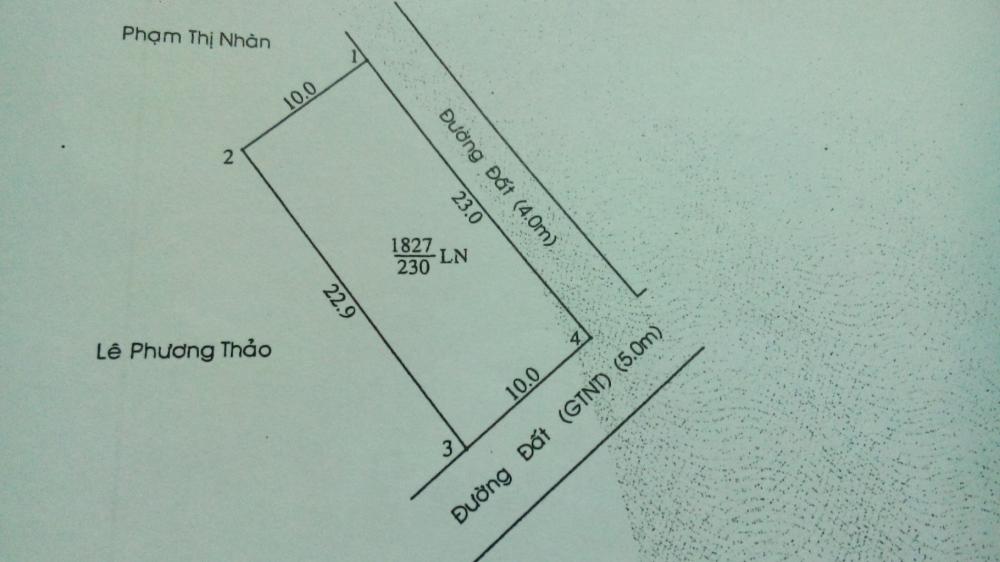 Phạm Thị Nhàn
1
10.0
2
Đường Đất (4.0m)
23.0
1827
230 LN
22.9
Lê Phương Thảo
4
10.0
3
Đường Đất (GTNT) (5.0m)